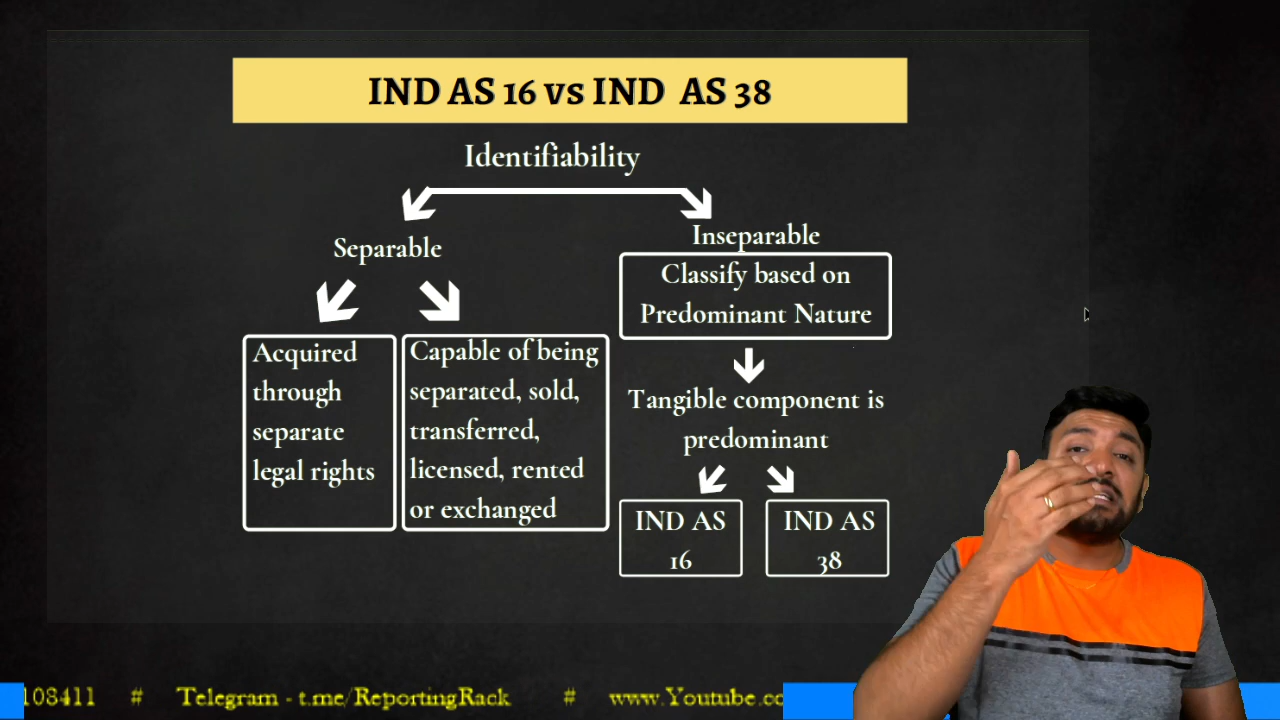 IND AS 16 vs IND AS 38
Identifiability
Separable
Inseparable
Classify based on
Predominant Nature
Acquired
through
separate
legal rights
Capable of being
separated, sold,
transferred,
licensed, rented
or exchanged
Tangible component is
predominant
IND AS
16
IND AS
38
108411 # Telegram - t.me/ReportingRack # www.Youtube.co